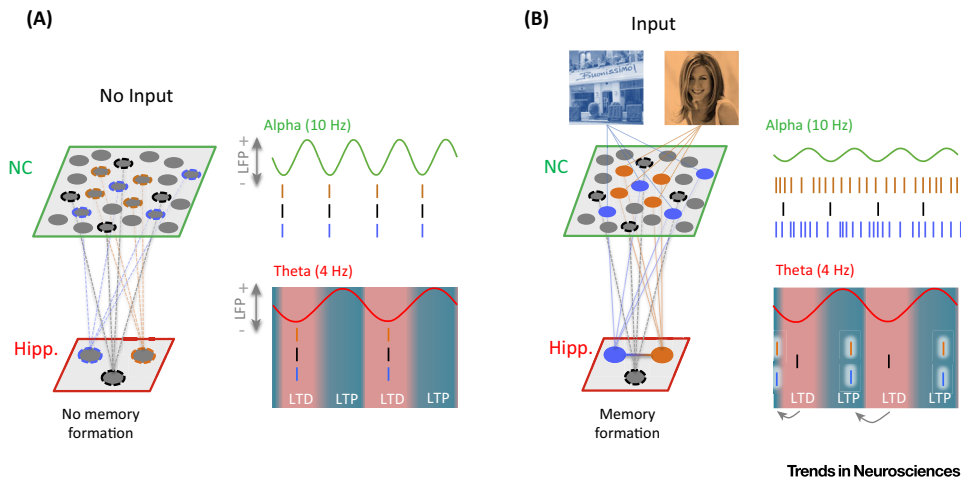 (A)
No Input
NC
Alpha (10 Hz)
+
LFP
-
Theta (4 Hz)
+
LFP
-
Hipp.
LTD
LTP
LTD
LTP
No memory
formation
(B)
Input
Buonissimo!
NC
Alpha (10 Hz)
Theta (4 Hz)
Hipp.
LTD
LTP
LTD
LTP
Memory
formation
Trends in Neurosciences